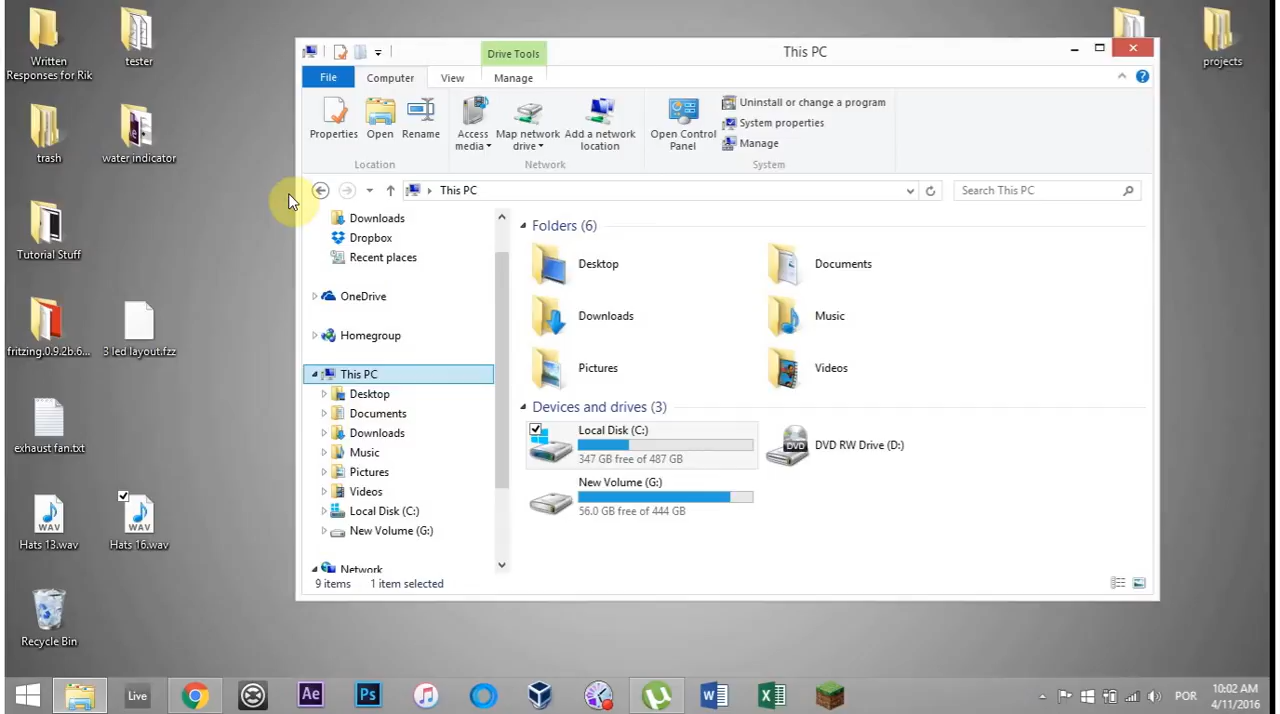 Written
Responses for Rik
tester
trash
water indicator
Tutorial Stuff
fritzing.0.9.2b.6...
3 led layout.fzz
exhaust fan.txt
WAV
Hats 13.wav
WAV
Hats 16.wav
Recycle Bin
projects
Drive Tools
This PC
File
Computer
View
Manage
Properties
Open
Rename
Access
media
Map network
drive
Add a network
location
Open Control
Panel
Uninstall or change a program
System properties
Manage
Location
Network
System
This PC
Search This PC
Downloads
Dropbox
Recent places
OneDrive
Homegroup
This PC
Desktop
Documents
Downloads
Music
Pictures
Videos
Local Disk (C:)
New Volume (G:)
Network
Folders (6)
Desktop
Documents
Downloads
Music
Pictures
Videos
Devices and drives (3)
Local Disk (C:)
347 GB free of 487 GB
DVD
DVD RW Drive (D:)
New Volume (G:)
56.0 GB free of 444 GB
9 items
1 item selected
Live
Ae
Ps
POR
10:02 AM
4/11/2016